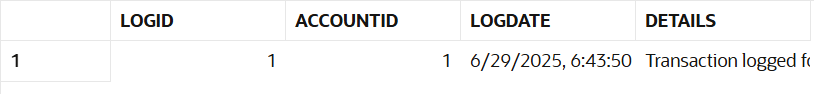 LOGID ACCOUNTID LOGDATE DETAILS
1 1 1 6/29/2025, 6:43:50 Transaction logged